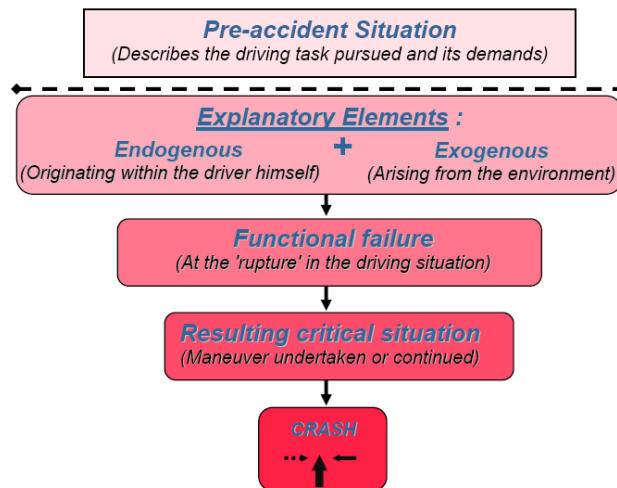 Pre-accident Situation
(Describes the driving task pursued and its demands)
Explanatory Elements :
Endogenous + Exogenous
(Originating within the driver himself) (Arising from the environment)
Functional failure
(At the 'rupture' in the driving situation)
Resulting critical situation
(Maneuver undertaken or continued)
CRASH